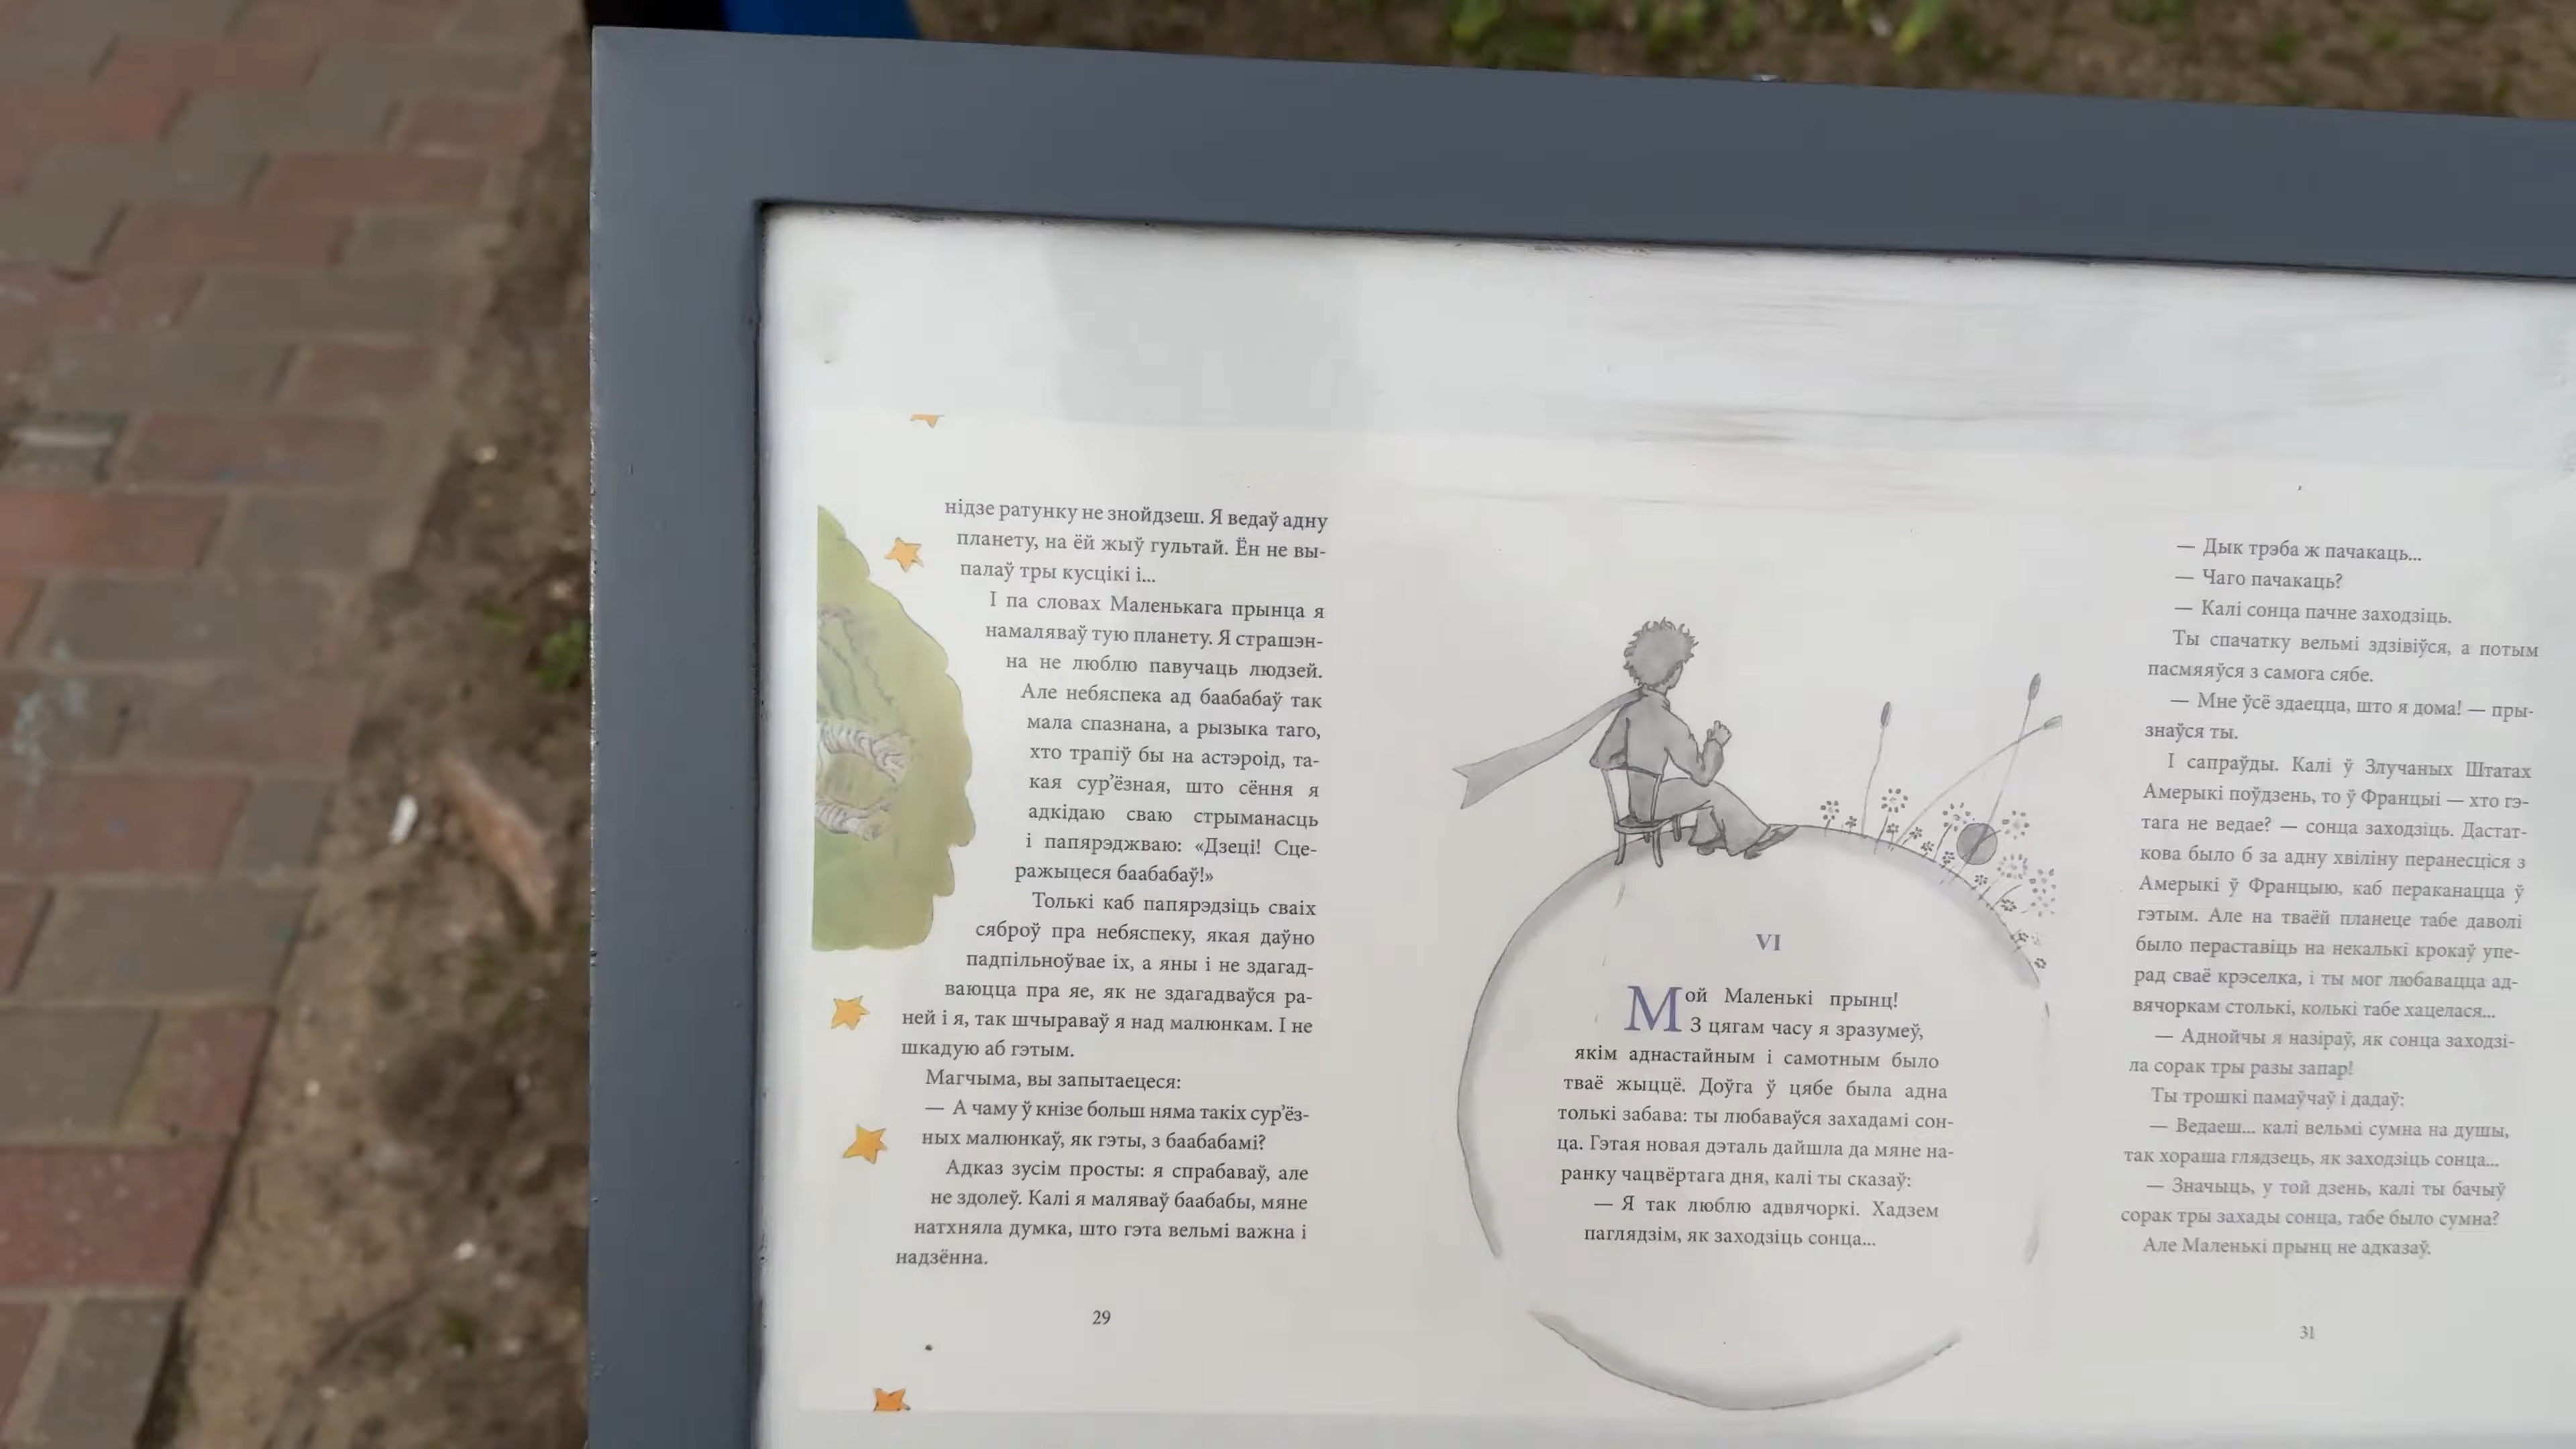 нідзе ратунку не знойдзеш. Я ведаў адну
планету, на ёй жыў гультай. Ён не вы-
палаў тры кусцікі і...
І па словах Маленькага прынца я
намаляваў тую планету. Я страшэн-
на не люблю павучаць людзей.
Але небяспека ад баабабаў так
мала спазнана, а рызыка таго,
хто трапіў бы на астэроід, та-
кая сур’ёзная, што сёння я
адкідаю сваю стрыманасць
і папярэджваю: «Дзеці! Сце-
ражыцеся баабабаў!»
Толькі каб папярэдзіць сваіх
сяброў пра небяспеку, якая даўно
падпільноўвае іх, а яны і не здагад-
ваюцца пра яе, як не здагадваўся ра-
ней і я, так шчыраваў я над малюнкам. І не
шкадую аб гэтым.
Магчыма, вы запытаецеся:
— А чаму ў кнізе больш няма такіх сур’ёз-
ных малюнкаў, як гэты, з баабабамі?
Адказ зусім просты: я спрабаваў, але
не здолеў. Калі я маляваў баабабы, мяне
натхняла думка, што гэта вельмі важна і
надзённа.
29
VI
Мой Маленькі прынц!
З цягам часу я зразумеў,
якім аднастайным і самотным было
тваё жыццё. Доўга ў цябе была адна
толькі забава: ты любаваўся захадамі сон-
ца. Гэтая новая дэталь дайшла да мяне на-
ранку чацвёртага дня, калі ты сказаў:
— Я так люблю адвячоркі. Хадзем
паглядзім, як заходзіць сонца...
— Дык трэба ж пачакаць...
— Чаго пачакаць?
— Калі сонца пачне заходзіць.
Ты спачатку вельмі здзівіўся, а потым
пасмяяўся з самога сябе.
— Мне ўсё здаецца, што я дома! — пры-
знаўся ты.
І сапраўды. Калі ў Злучаных Штатах
Амерыкі поўдзень, то ў Францыі — хто гэ-
тага не ведае? — сонца заходзіць. Дастат-
кова было б за адну хвіліну перанесціся з
Амерыкі ў Францыю, каб пераканацца ў
гэтым. Але на тваёй планеце табе даволі
было пераставіць на некалькі крокаў упе-
рад сваё крэселка, і ты мог любавацца ад-
вячоркам столькі, колькі табе хацелася...
— Аднойчы я назіраў, як сонца заходзі-
ла сорак тры разы запар!
Ты трошкі памаўчаў і дадаў:
— Ведаеш... калі вельмі сумна на душы,
так хораша глядзець, як заходзіць сонца...
— Значыць, у той дзень, калі ты бачыў
сорак тры захады сонца, табе было сумна?
Але Маленькі прынц не адказаў.
31